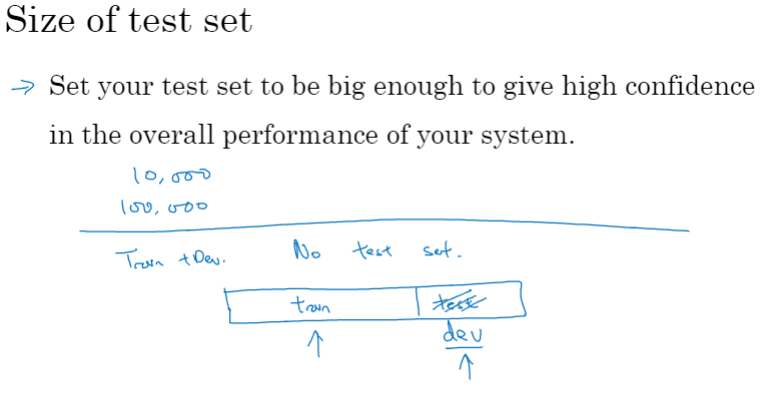 Size of test set
→ Set your test set to be big enough to give high confidence
in the overall performance of your system.
10,000
100,000
Train + Dev. No test set.
train test
dev